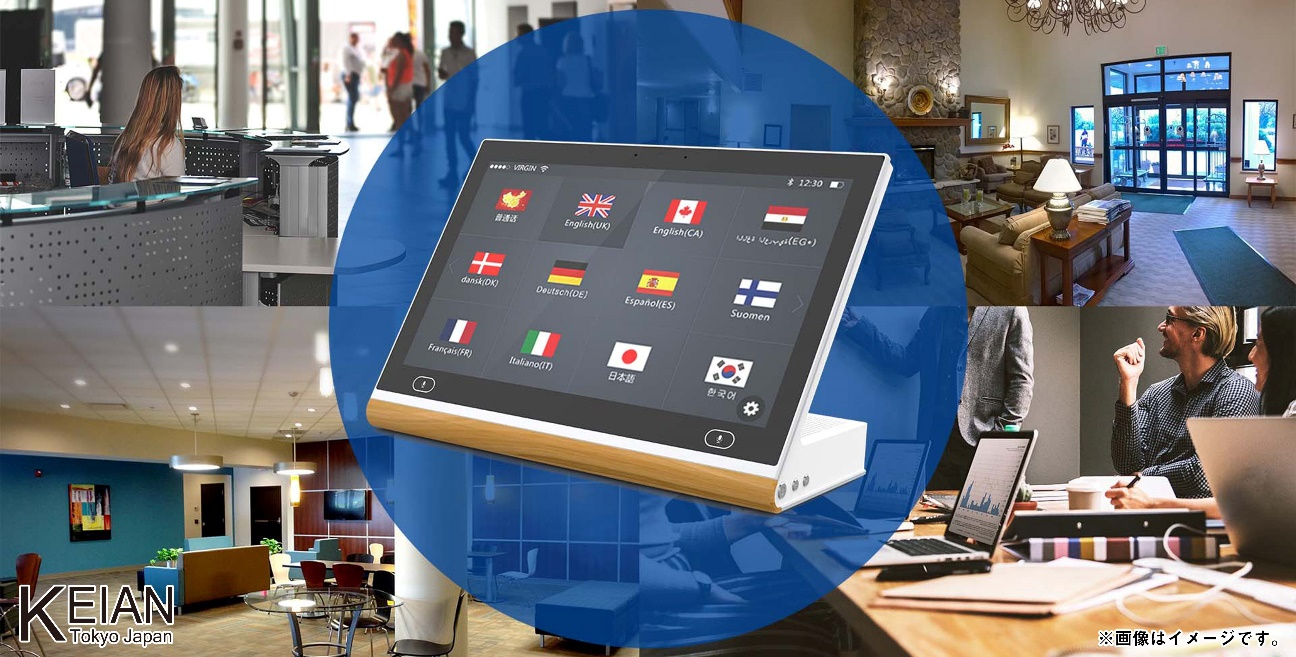 VIRGIN
12:30
普通话
English(UK)
English(CA)
(EG•)
dansk(DK)
Deutsch(DE)
Español(ES)
Suomen
Français(FR)
Italiano(IT)
日本語
한국어
KEIAN
Tokyo Japan
※画像はイメージです。